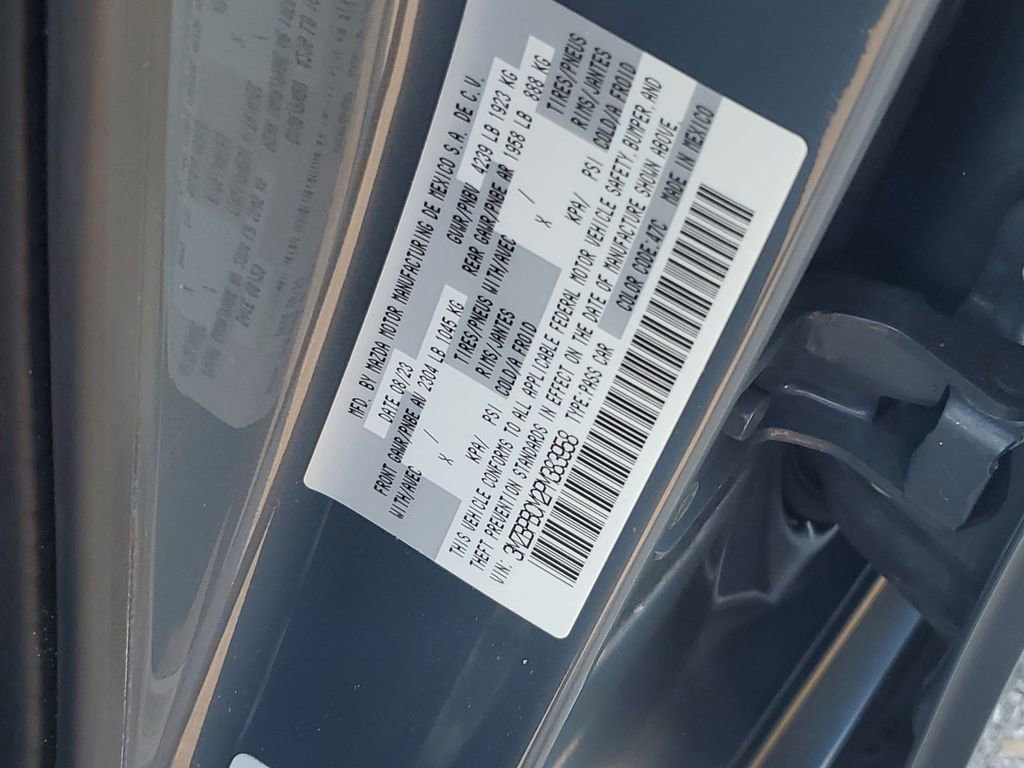 MFD. BY MAZDA MOTOR MANUFACTURING DE MEXICO S.A. DE C.V.
DATE: 08/23 GVWR/PNBV 4239 LB 1923 KG
FRONT GAWR/PNBE AV 2304 LB 1045 KG REAR GAWR/PNBE AR 1958 LB 888 KG
WITH/AVEC TIRES/PNEUS WITH/AVEC TIRES/PNEUS
X / RIMS/JANTES X / RIMS/JANTES
KPA/ PSI COLD/A FROID KPA/ PSI COLD/A FROID
THIS VEHICLE CONFORMS TO ALL APPLICABLE FEDERAL MOTOR VEHICLE SAFETY, BUMPER, AND
THEFT PREVENTION STANDARDS IN EFFECT ON THE DATE OF MANUFACTURE SHOWN ABOVE.
VIN: TYPE:PASS CAR COLOR CODE:47C MADE IN MEXICO